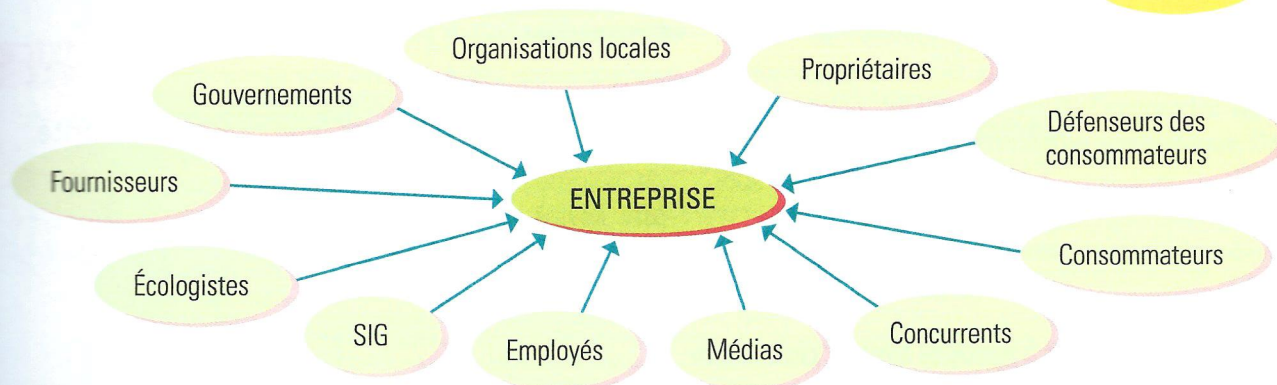 Organisations locales
Propriétaires
Gouvernements
Défenseurs des
consommateurs
Fournisseurs
ENTREPRISE
Consommateurs
Écologistes
SIG
Employés
Médias
Concurrents